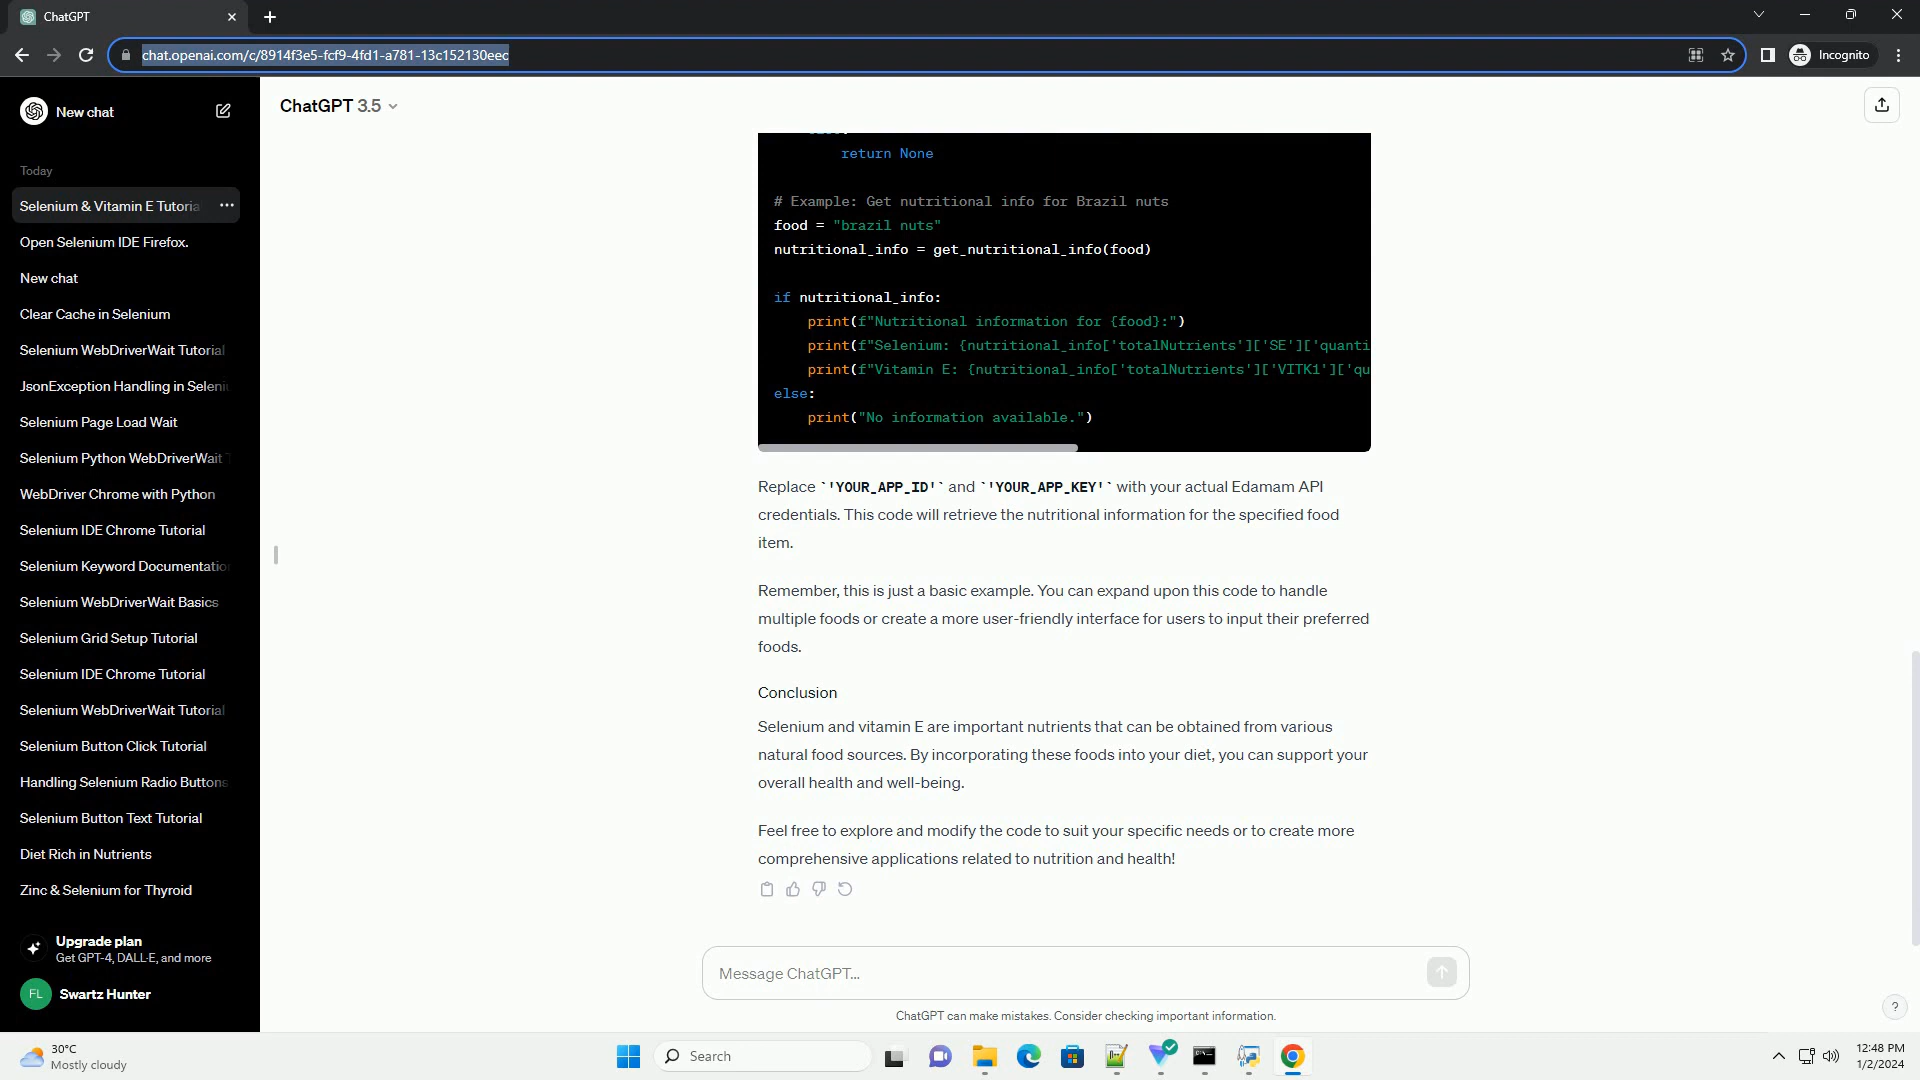 ChatGPT
chat.openai.com/c/8914f3e5-fcf9-4fd1-a781-13c152130eec
Incognito
New chat
Today
Selenium & Vitamin E Tutoria
Open Selenium IDE Firefox.
New chat
Clear Cache in Selenium
Selenium WebDriverWait Tutorial
JsonException Handling in Seleni
Selenium Page Load Wait
Selenium Python WebDriverWait T
WebDriver Chrome with Python
Selenium IDE Chrome Tutorial
Selenium Keyword Documentation
Selenium WebDriverWait Basics
Selenium Grid Setup Tutorial
Selenium IDE Chrome Tutorial
Selenium WebDriverWait Tutorial
Selenium Button Click Tutorial
Handling Selenium Radio Buttons
Selenium Button Text Tutorial
Diet Rich in Nutrients
Zinc & Selenium for Thyroid
Upgrade plan
Get GPT-4, DALL·E, and more
FL Swartz Hunter
ChatGPT 3.5
return None
# Example: Get nutritional info for Brazil nuts
food = "brazil nuts"
nutritional_info = get_nutritional_info(food)
if nutritional_info:
print(f"Nutritional information for {food}:")
print(f"Selenium: {nutritional_info['totalNutrients']['SE']['quanti
print(f"Vitamin E: {nutritional_info['totalNutrients']['VITK1']['qu
else:
print("No information available.")
Replace `'YOUR_APP_ID'` and `'YOUR_APP_KEY'` with your actual Edamam API
credentials. This code will retrieve the nutritional information for the specified food
item.
Remember, this is just a basic example. You can expand upon this code to handle
multiple foods or create a more user-friendly interface for users to input their preferred
foods.
Conclusion
Selenium and vitamin E are important nutrients that can be obtained from various
natural food sources. By incorporating these foods into your diet, you can support your
overall health and well-being.
Feel free to explore and modify the code to suit your specific needs or to create more
comprehensive applications related to nutrition and health!
Message ChatGPT...
ChatGPT can make mistakes. Consider checking important information.
?
30°C
Mostly cloudy
Search
12:48 PM
1/2/2024